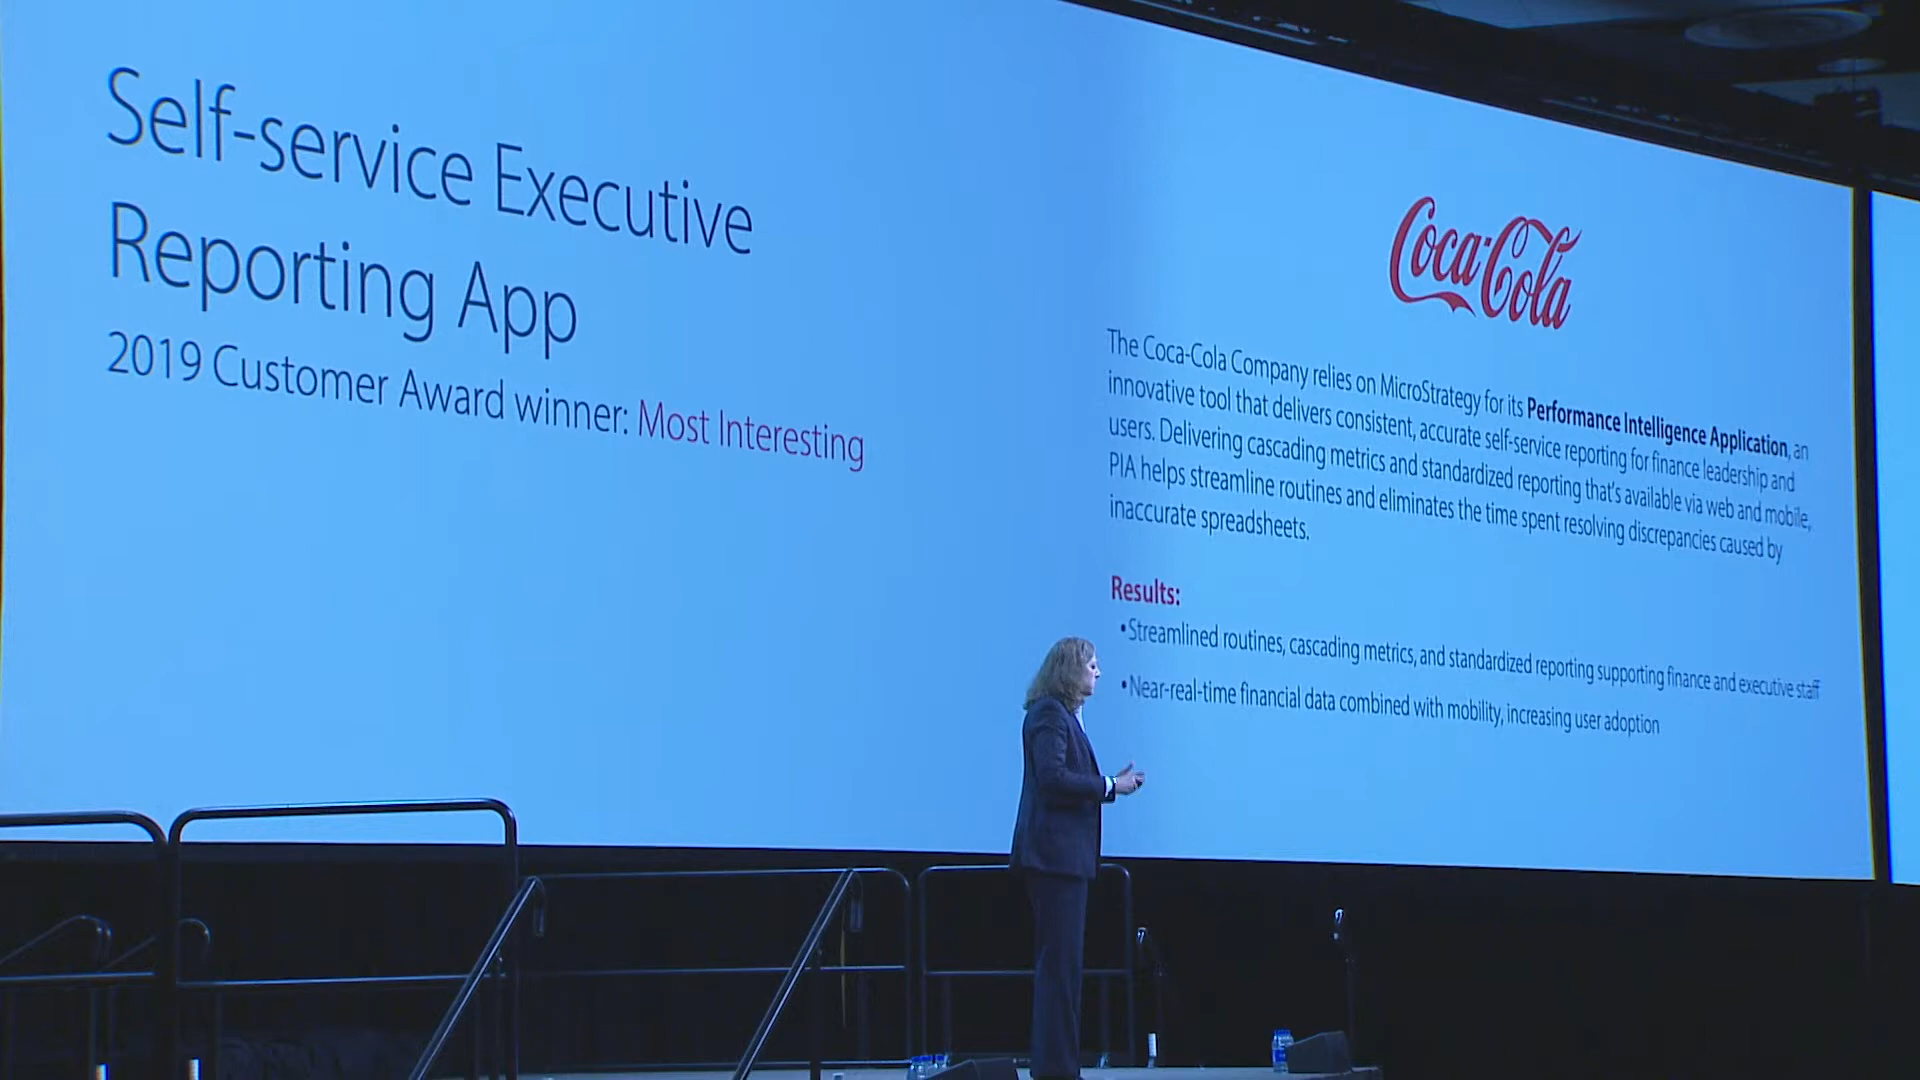 Self-service Executive
Reporting App
2019 Customer Award winner: Most Interesting
Coca-Cola
The Coca-Cola Company relies on MicroStrategy for its Performance Intelligence Application, an
innovative tool that delivers consistent, accurate self-service reporting for finance leadership and
users. Delivering cascading metrics and standardized reporting that's available via web and mobile,
PIA helps streamline routines and eliminates the time spent resolving discrepancies caused by
inaccurate spreadsheets.
Results:
•Streamlined routines, cascading metrics, and standardized reporting supporting finance and executive staff
•Near-real-time financial data combined with mobility, increasing user adoption